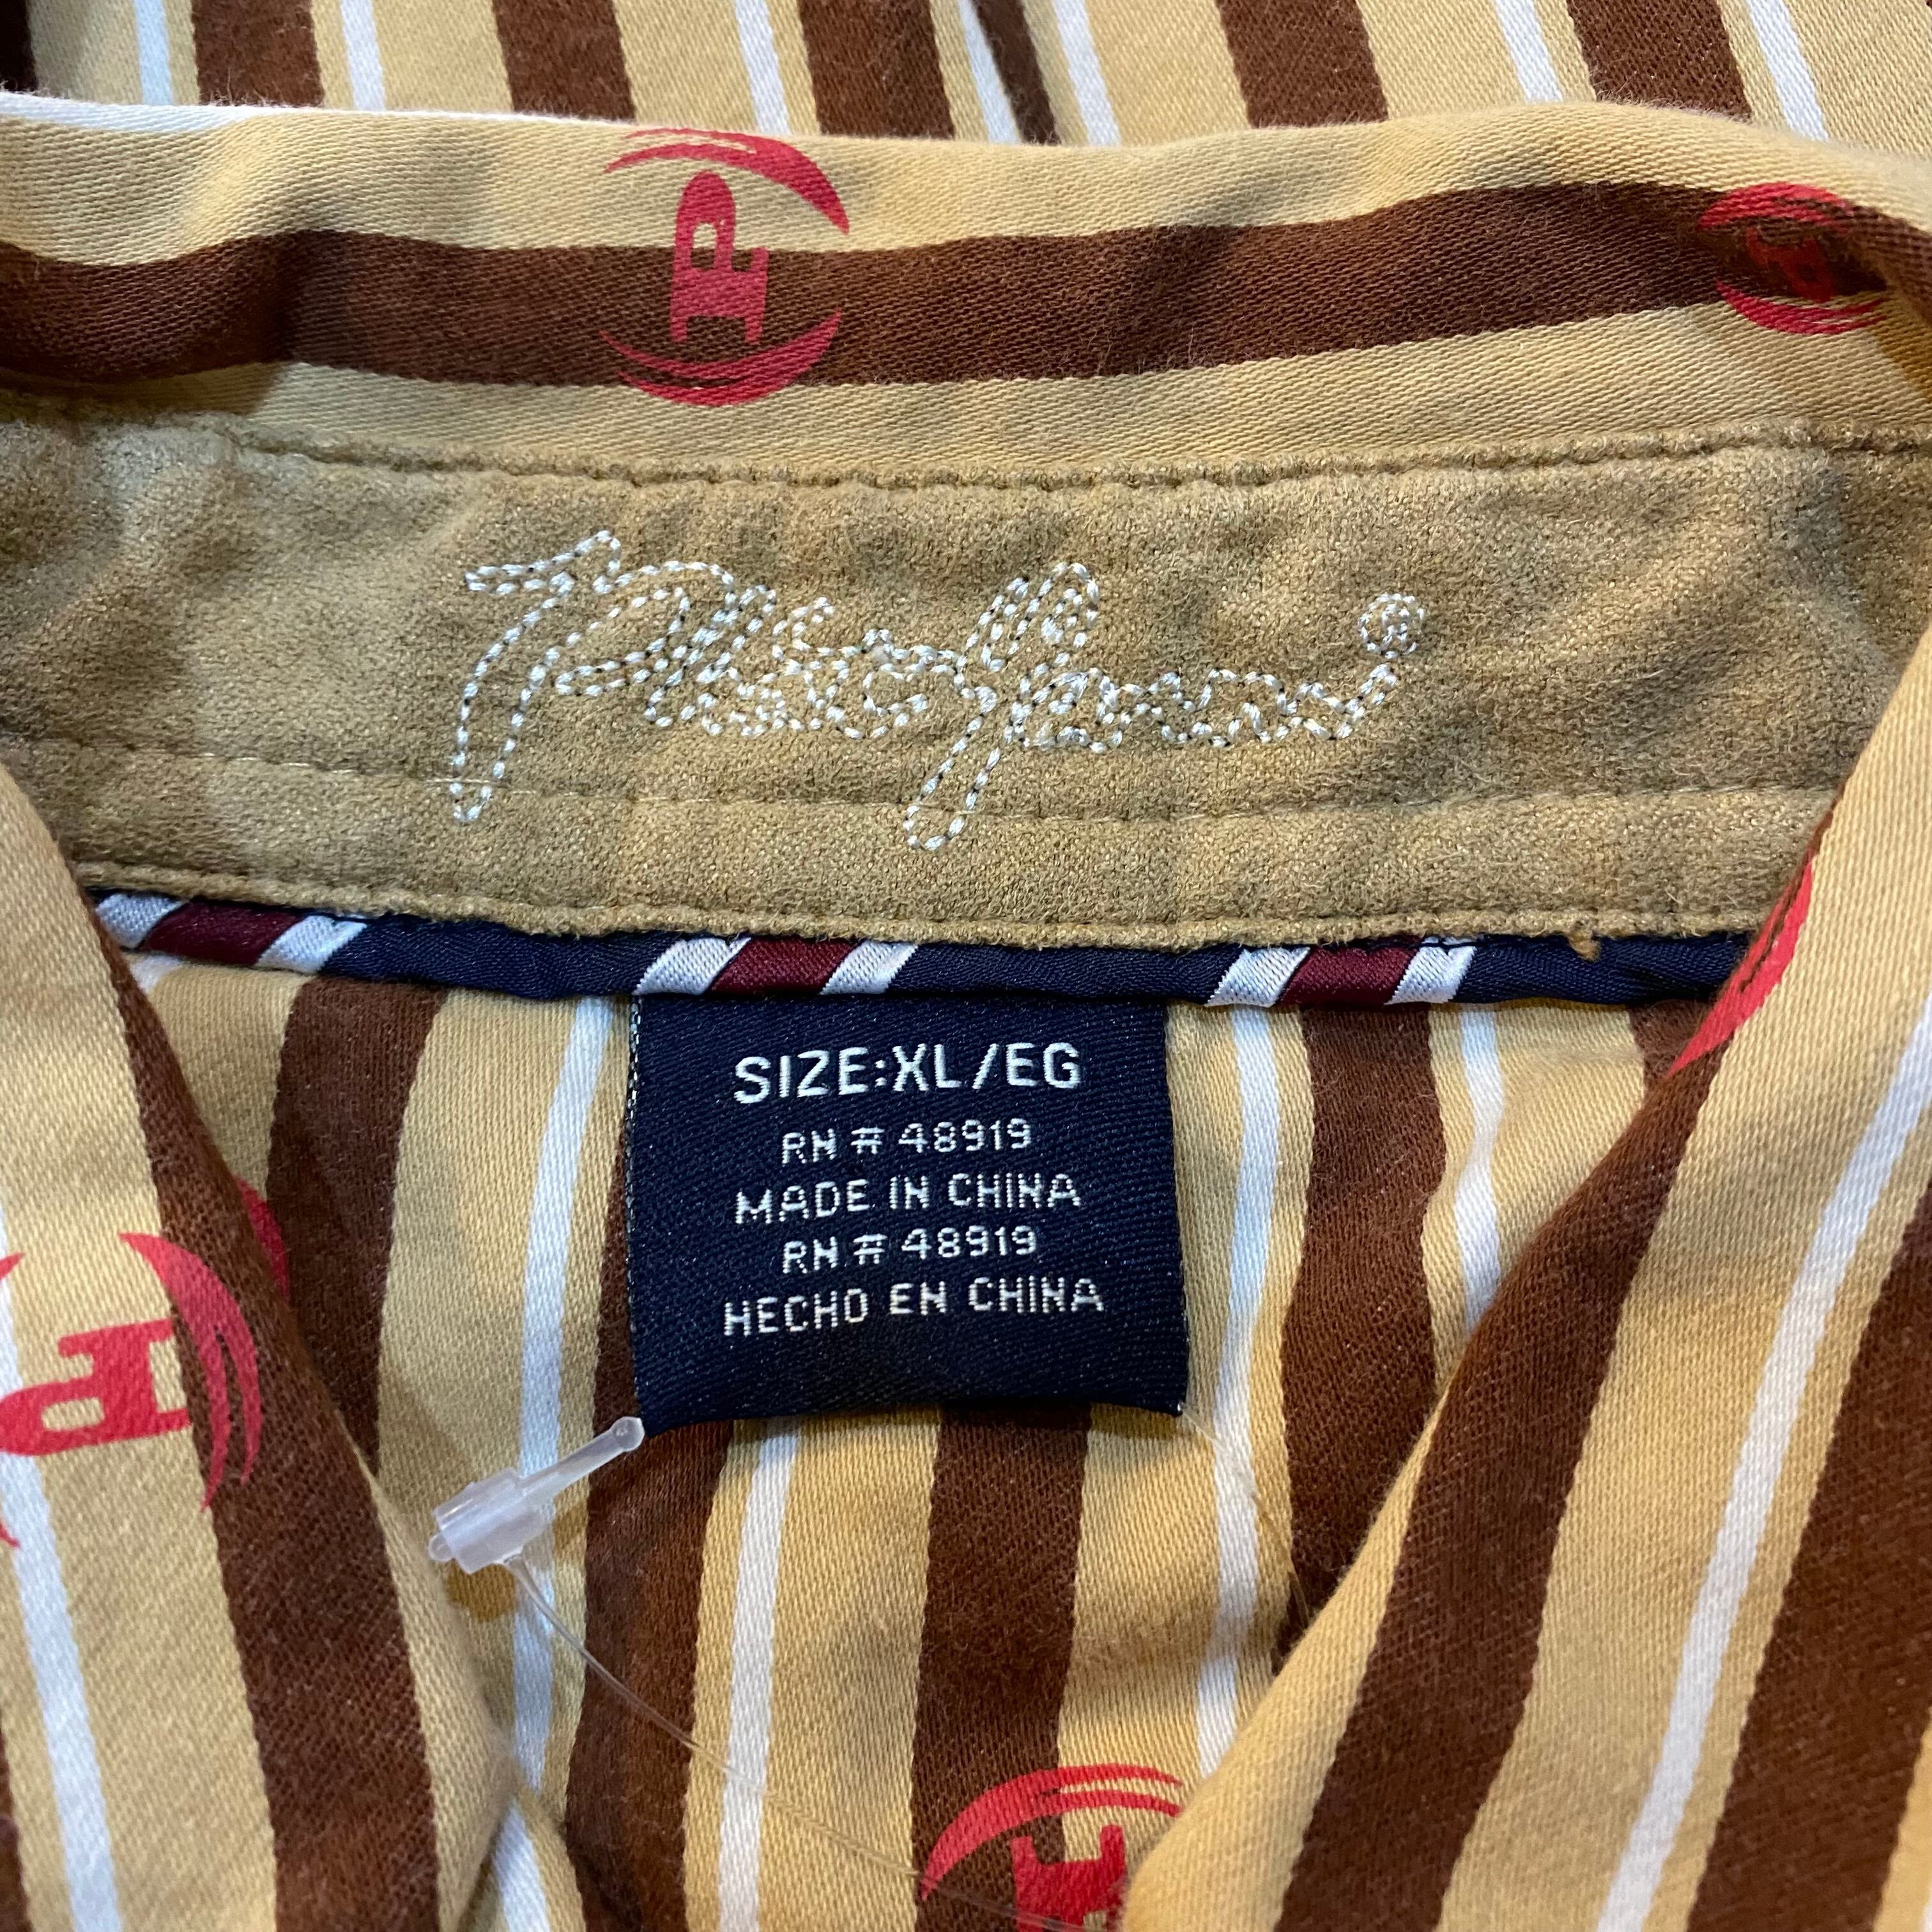 P
P
SIZE:XL/EG
RN # 48919
MADE IN CHINA
RN # 48919
HECHO EN CHINA
P
P